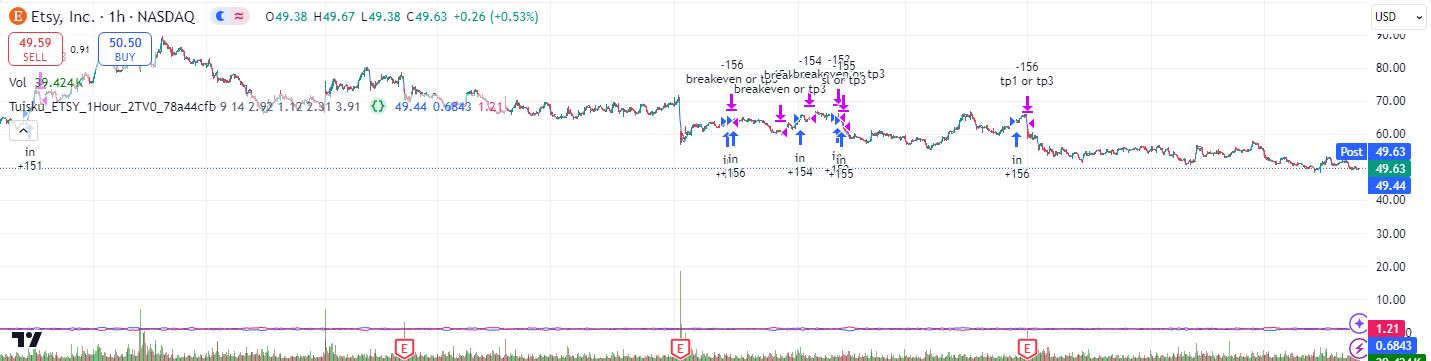 E Etsy, Inc. · 1h · NASDAQ O49.38 H49.67 L49.38 C49.63 +0.26 (+0.53%)
USD
49.59 SELL
0.91
50.50 BUY
Vol 39.424K
Tujsku_ETSY_1Hour_2TV0_78a44cfb 9 14 2.92 1.12 2.31 3.91 {} 49.44 0.6843 1.21
90.00
80.00
70.00
60.00
Post 49.63
49.63
49.44
40.00
30.00
20.00
10.00
1.21
0.6843
39.424K
in
+151
-156
breakeven or tp3
breakeven or tp3
-154
breakeven or tp3
-152
-155
sl or tp3
-156
tp1 or tp3
in
+156
in
+154
in
+155
in
+156
E
E
E
TV